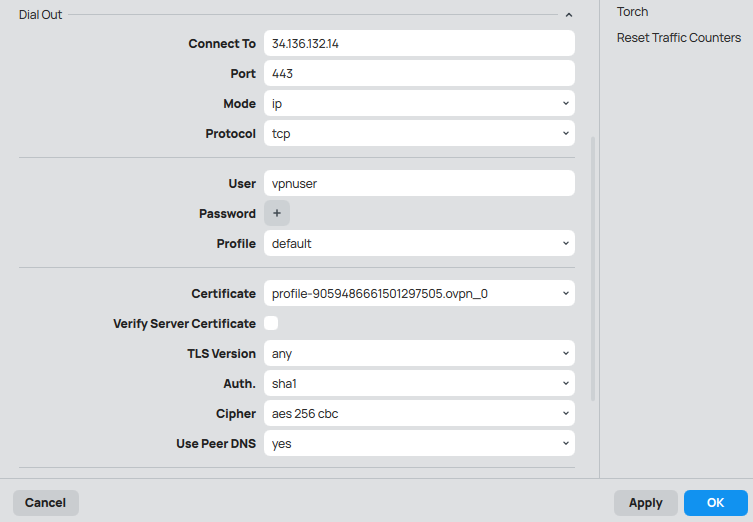 Dial Out
Connect To 34.136.132.14
Port 443
Mode ip
Protocol tcp
User vpnuser
Password +
Profile default
Certificate profile-9059486661501297505.ovpn_0
Verify Server Certificate
TLS Version any
Auth. sha1
Cipher aes 256 cbc
Use Peer DNS yes
Torch
Reset Traffic Counters
Cancel Apply OK